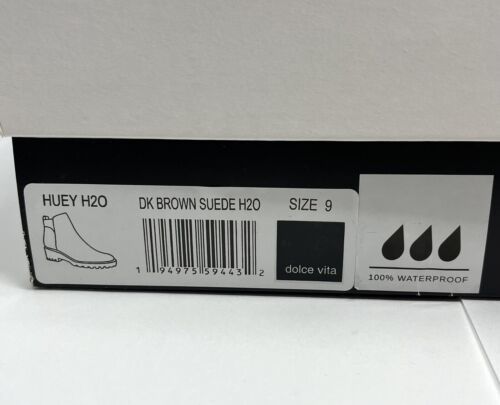 HUEY H2O DK BROWN SUEDE H2O SIZE 9
1 94975 59443 2
dolce vita
100% WATERPROOF